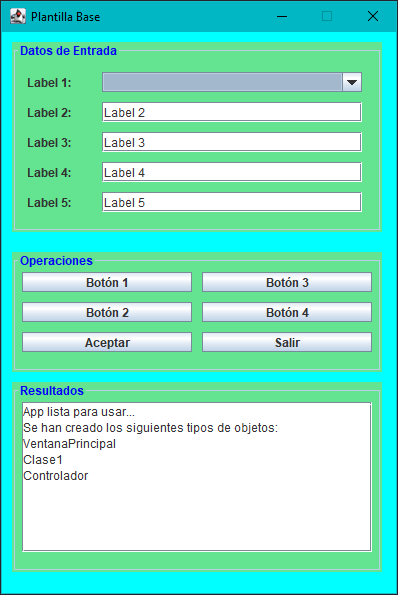 Plantilla Base
Datos de Entrada
Label 1:
Label 2: Label 2
Label 3: Label 3
Label 4: Label 4
Label 5: Label 5
Operaciones
Botón 1 Botón 3
Botón 2 Botón 4
Aceptar Salir
Resultados
App lista para usar...
Se han creado los siguientes tipos de objetos:
VentanaPrincipal
Clase1
Controlador